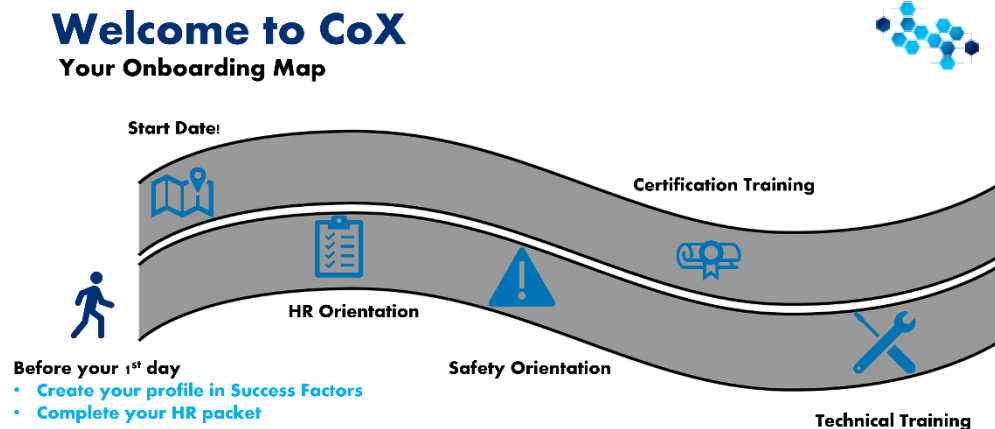 Welcome to CoX
Your Onboarding Map
Start Date!
Certification Training
HR Orientation
Safety Orientation
Before your 1st day
• Create your profile in Success Factors
• Complete your HR packet
Technical Training